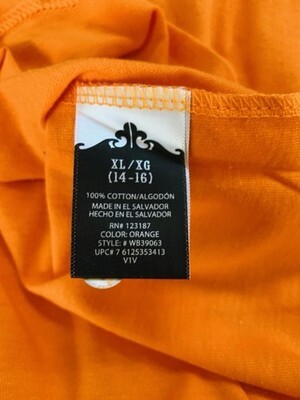 XL/XG
(14-16)
100% COTTON/ALGODÓN
MADE IN EL SALVADOR
HECHO EN EL SALVADOR
RN# 123187
COLOR: ORANGE
STYLE: # WB39063
UPC# 7 6125353413
V1V